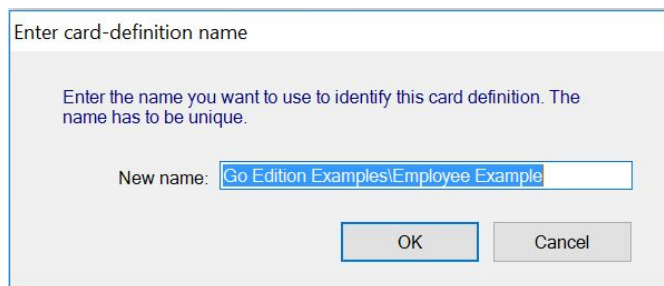 Enter card-definition name
Enter the name you want to use to identify this card definition. The
name has to be unique.
New name: Go Edition Examples\Employee Example
OK Cancel